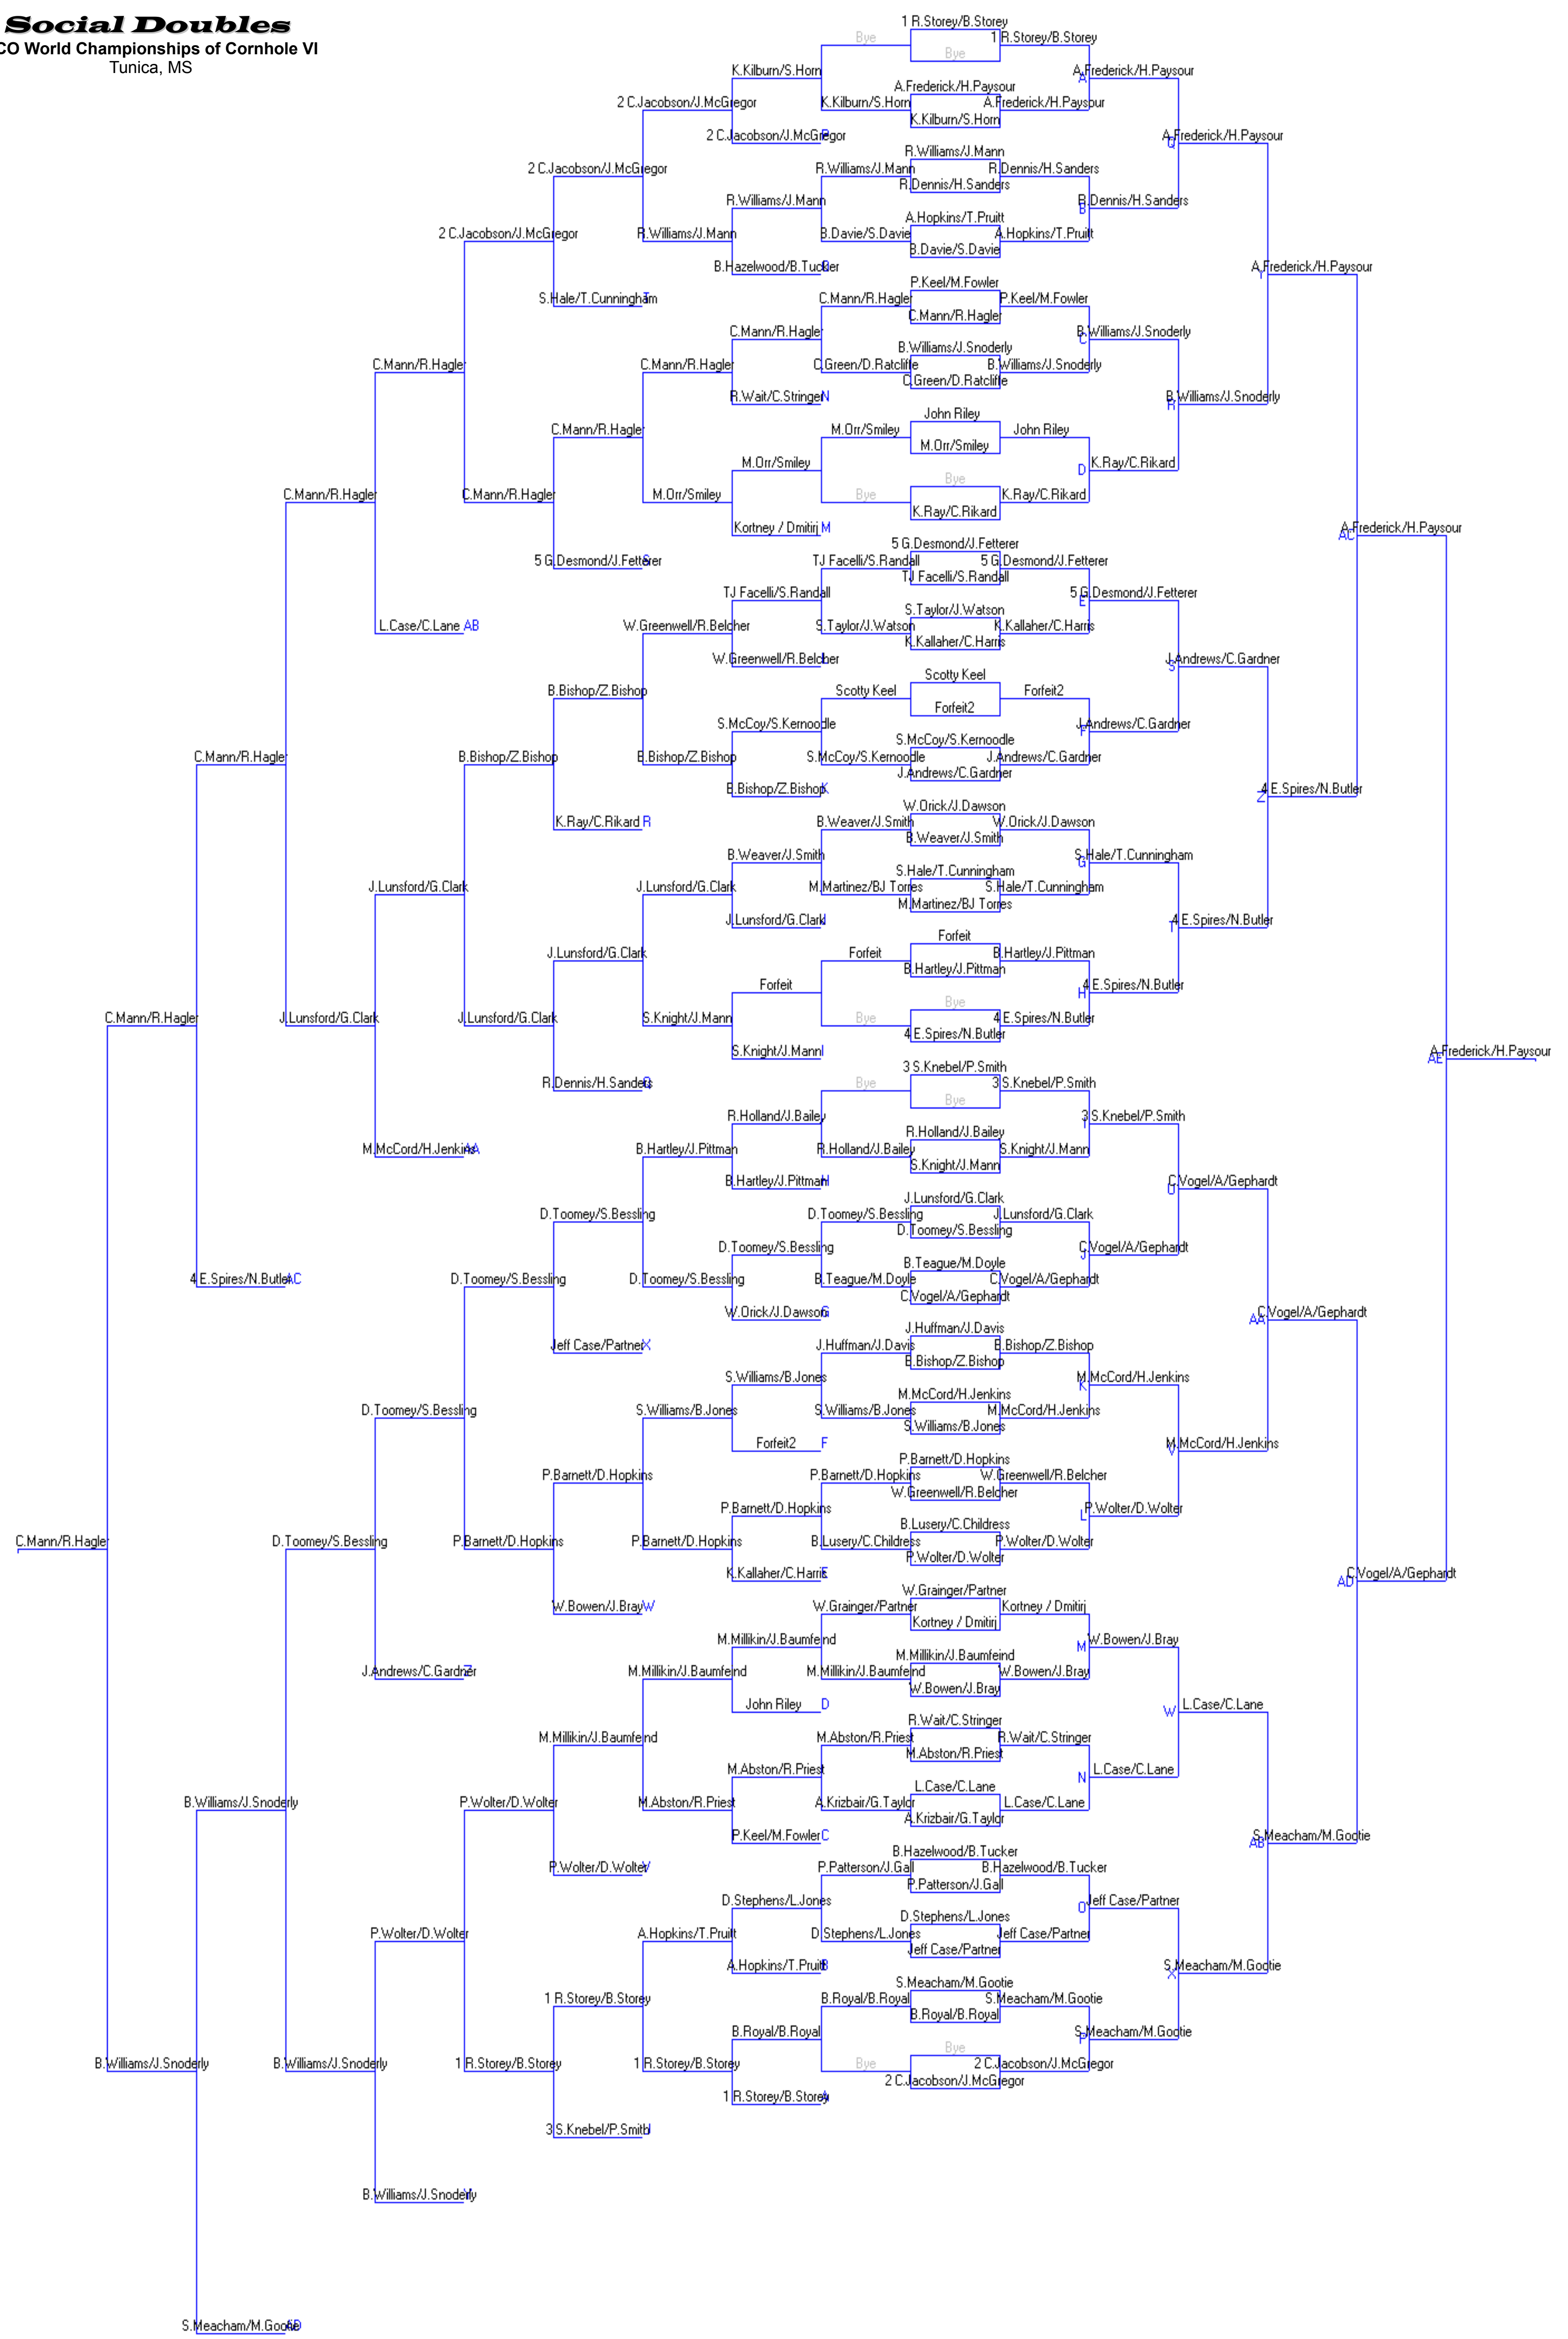 Social Doubles
CO World Championships of Cornhole VI
Tunica, MS
1 R.Storey/B.Storey
Bye 1 R.Storey/B.Storey
Bye
K.Kilburn/S.Horn A.Frederick/H.Paysour
A
A.Frederick/H.Paysour
2 C.Jacobson/J.McGregor K.Kilburn/S.Horn A.Frederick/H.Paysour
K.Kilburn/S.Horn
2 C.Jacobson/J.McGregor P A.Frederick/H.Paysour
Q
R.Williams/J.Mann
2 C.Jacobson/J.McGregor R.Williams/J.Mann R.Dennis/H.Sanders
R.Dennis/H.Sanders
R.Williams/J.Mann R.Dennis/H.Sanders
B
A.Hopkins/T.Pruitt
2 C.Jacobson/J.McGregor R.Williams/J.Mann B.Davie/S.Davie A.Hopkins/T.Pruitt
B.Davie/S.Davie
B.Hazelwood/B.Tucker O A.Frederick/H.Paysour
Y
P.Keel/M.Fowler
S.Hale/T.Cunningham T C.Mann/R.Hagler P.Keel/M.Fowler
C.Mann/R.Hagler
C.Mann/R.Hagler B.Williams/J.Snoderly
C
B.Williams/J.Snoderly
C.Mann/R.Hagler C.Mann/R.Hagler C.Green/D.Ratcliffe B.Williams/J.Snoderly
C.Green/D.Ratcliffe
R.Wait/C.Stringer N B.Williams/J.Snoderly
R
John Riley
C.Mann/R.Hagler M.Orr/Smiley John Riley
M.Orr/Smiley
M.Orr/Smiley D K.Ray/C.Rikard
Bye
C.Mann/R.Hagler C.Mann/R.Hagler M.Orr/Smiley Bye K.Ray/C.Rikard
K.Ray/C.Rikard
Kortney / Dmitirj M A.Frederick/H.Paysour
AC
5 G.Desmond/J.Fetterer
5 G.Desmond/J.Fetterer S TJ Facelli/S.Randall 5 G.Desmond/J.Fetterer
TJ Facelli/S.Randall
TJ Facelli/S.Randall 5 G.Desmond/J.Fetterer
E
S.Taylor/J.Watson
L.Case/C.Lane AB W.Greenwell/R.Belcher S.Taylor/J.Watson K.Kallaher/C.Harris
K.Kallaher/C.Harris
W.Greenwell/R.Belcher L J.Andrews/C.Gardner
S
Scotty Keel
B.Bishop/Z.Bishop Scotty Keel Forfeit2
Forfeit2
S.McCoy/S.Kernoodle J.Andrews/C.Gardner
F
S.McCoy/S.Kernoodle
C.Mann/R.Hagler B.Bishop/Z.Bishop E.Bishop/Z.Bishop S.McCoy/S.Kernoodle J.Andrews/C.Gardner
J.Andrews/C.Gardner
E.Bishop/Z.Bishop K 4 E.Spires/N.Butler
Z
W.Orick/J.Dawson
K.Ray/C.Rikard R B.Weaver/J.Smith W.Orick/J.Dawson
B.Weaver/J.Smith
B.Weaver/J.Smith S.Hale/T.Cunningham
G
S.Hale/T.Cunningham
J.Lunsford/G.Clark J.Lunsford/G.Clark M.Martinez/BJ Torres S.Hale/T.Cunningham
M.Martinez/BJ Torres
J.Lunsford/G.Clark J 4 E.Spires/N.Butler
T
Forfeit
J.Lunsford/G.Clark Forfeit B.Hartley/J.Pittman
B.Hartley/J.Pittman
Forfeit 4 E.Spires/N.Butler
H
Bye
C.Mann/R.Hagler J.Lunsford/G.Clark J.Lunsford/G.Clark S.Knight/J.Mann Bye 4 E.Spires/N.Butler
4 E.Spires/N.Butler
S.Knight/J.Mann I A.Frederick/H.Paysour
AE
3 S.Knebel/P.Smith
R.Dennis/H.Sanders Q Bye 3 S.Knebel/P.Smith
Bye
R.Holland/J.Bailey 3 S.Knebel/P.Smith
I
R.Holland/J.Bailey
M.McCord/H.Jenkins AA B.Hartley/J.Pittman R.Holland/J.Bailey S.Knight/J.Mann
S.Knight/J.Mann
B.Hartley/J.Pittman H C.Vogel/A/Gephardt
U
J.Lunsford/G.Clark
D.Toomey/S.Bessling D.Toomey/S.Bessling J.Lunsford/G.Clark
D.Toomey/S.Bessling
D.Toomey/S.Bessling C.Vogel/A/Gephardt
J
B.Teague/M.Doyle
4 E.Spires/N.Butler AC D.Toomey/S.Bessling D.Toomey/S.Bessling B.Teague/M.Doyle C.Vogel/A/Gephardt
C.Vogel/A/Gephardt
W.Orick/J.Dawson G AA C.Vogel/A/Gephardt
J.Huffman/J.Davis
Jeff Case/Partner X J.Huffman/J.Davis E.Bishop/Z.Bishop
E.Bishop/Z.Bishop
S.Williams/B.Jones M.McCord/H.Jenkins
K
M.McCord/H.Jenkins
D.Toomey/S.Bessling S.Williams/B.Jones S.Williams/B.Jones M.McCord/H.Jenkins
S.Williams/B.Jones
Forfeit2 F M.McCord/H.Jenkins
V
P.Barnett/D.Hopkins
P.Barnett/D.Hopkins P.Barnett/D.Hopkins W.Greenwell/R.Belcher
W.Greenwell/R.Belcher
P.Barnett/D.Hopkins P.Wolter/D.Wolter
L
B.Lusery/C.Childress
C.Mann/R.Hagler D.Toomey/S.Bessling P.Barnett/D.Hopkins P.Barnett/D.Hopkins B.Lusery/C.Childress P.Wolter/D.Wolter
P.Wolter/D.Wolter
K.Kallaher/C.Harris E AD C.Vogel/A/Gephardt
W.Grainger/Partner
W.Bowen/J.Bray W W.Grainger/Partner Kortney / Dmitirj
Kortney / Dmitirj
M.Millikin/J.Baumfeind M W.Bowen/J.Bray
M.Millikin/J.Baumfeind
J.Andrews/C.Gardner Z M.Millikin/J.Baumfeind M.Millikin/J.Baumfeind W.Bowen/J.Bray
W.Bowen/J.Bray
John Riley D W L.Case/C.Lane
R.Wait/C.Stringer
M.Millikin/J.Baumfeind M.Abston/R.Priest R.Wait/C.Stringer
M.Abston/R.Priest
M.Abston/R.Priest N L.Case/C.Lane
L.Case/C.Lane
B.Williams/J.Snoderly P.Wolter/D.Wolter M.Abston/R.Priest A.Krizbair/G.Taylor L.Case/C.Lane
A.Krizbair/G.Taylor
P.Keel/M.Fowler C AB S.Meacham/M.Gootie
B.Hazelwood/B.Tucker
P.Wolter/D.Wolter V P.Patterson/J.Gall B.Hazelwood/B.Tucker
P.Patterson/J.Gall
D.Stephens/L.Jones O Jeff Case/Partner
D.Stephens/L.Jones
P.Wolter/D.Wolter A.Hopkins/T.Pruitt D.Stephens/L.Jones Jeff Case/Partner
Jeff Case/Partner
A.Hopkins/T.Pruitt B S.Meacham/M.Gootie
X
S.Meacham/M.Gootie
1 R.Storey/B.Storey B.Royal/B.Royal S.Meacham/M.Gootie
B.Royal/B.Royal
B.Royal/B.Royal S.Meacham/M.Gootie
P
Bye
B.Williams/J.Snoderly B.Williams/J.Snoderly 1 R.Storey/B.Storey 1 R.Storey/B.Storey Bye 2 C.Jacobson/J.McGregor
2 C.Jacobson/J.McGregor
1 R.Storey/B.Storey A
3 S.Knebel/P.Smith U
B.Williams/J.Snoderly Y
S.Meacham/M.Gootie AD